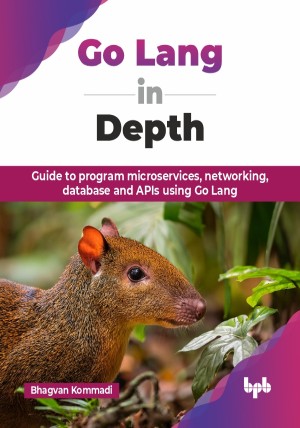 Go Lang
in
Depth
Guide to program microservices, networking,
database and APIs using Go Lang
Bhagvan Kommadi
bpb